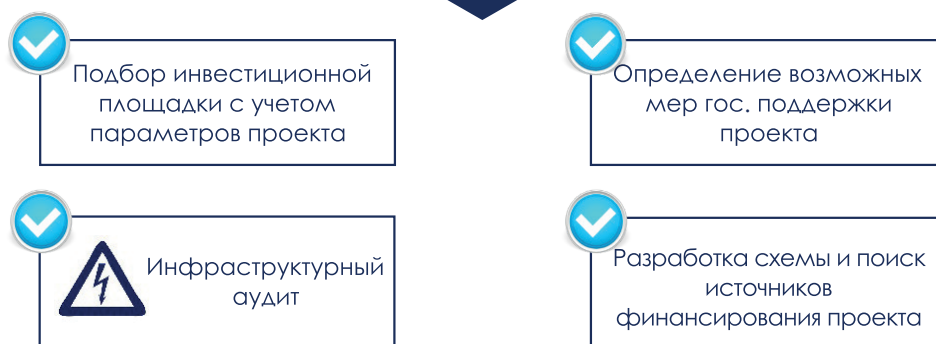 Подбор инвестиционной
площадки с учетом
параметров проекта
Определение возможных
мер гос. поддержки
проекта
Инфраструктурный
аудит
Разработка схемы и поиск
источников
финансирования проекта